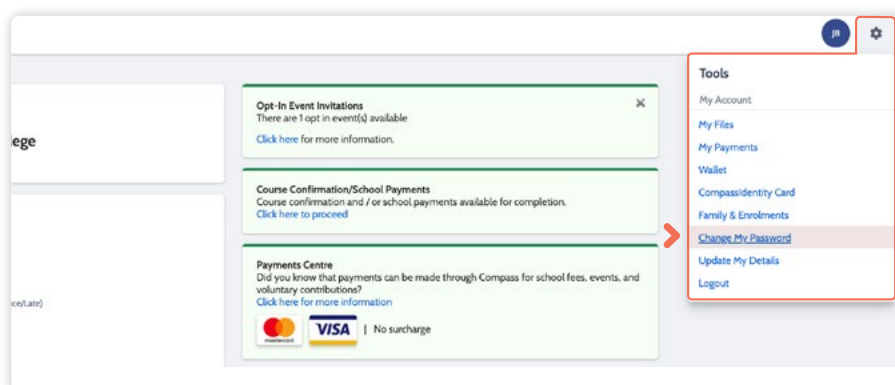 JB
Tools
My Account
My Files
My Payments
Wallet
CompassIdentity Card
Family & Enrolments
Change My Password
Update My Details
Logout
lege
ce/Late)
Opt-In Event Invitations
There are 1 opt in event(s) available
Click here for more information.
Course Confirmation/School Payments
Course confirmation and / or school payments available for completion.
Click here to proceed
Payments Centre
Did you know that payments can be made through Compass for school fees, events, and
voluntary contributions?
Click here for more information
mastercard VISA | No surcharge